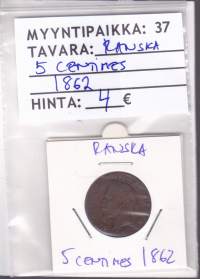 MYYNTIPAIKKA: 37
TAVARA: RANSKA
5 CENTIMES
1862
HINTA: 4 €
RANSKA
5 CENTIMES 1862